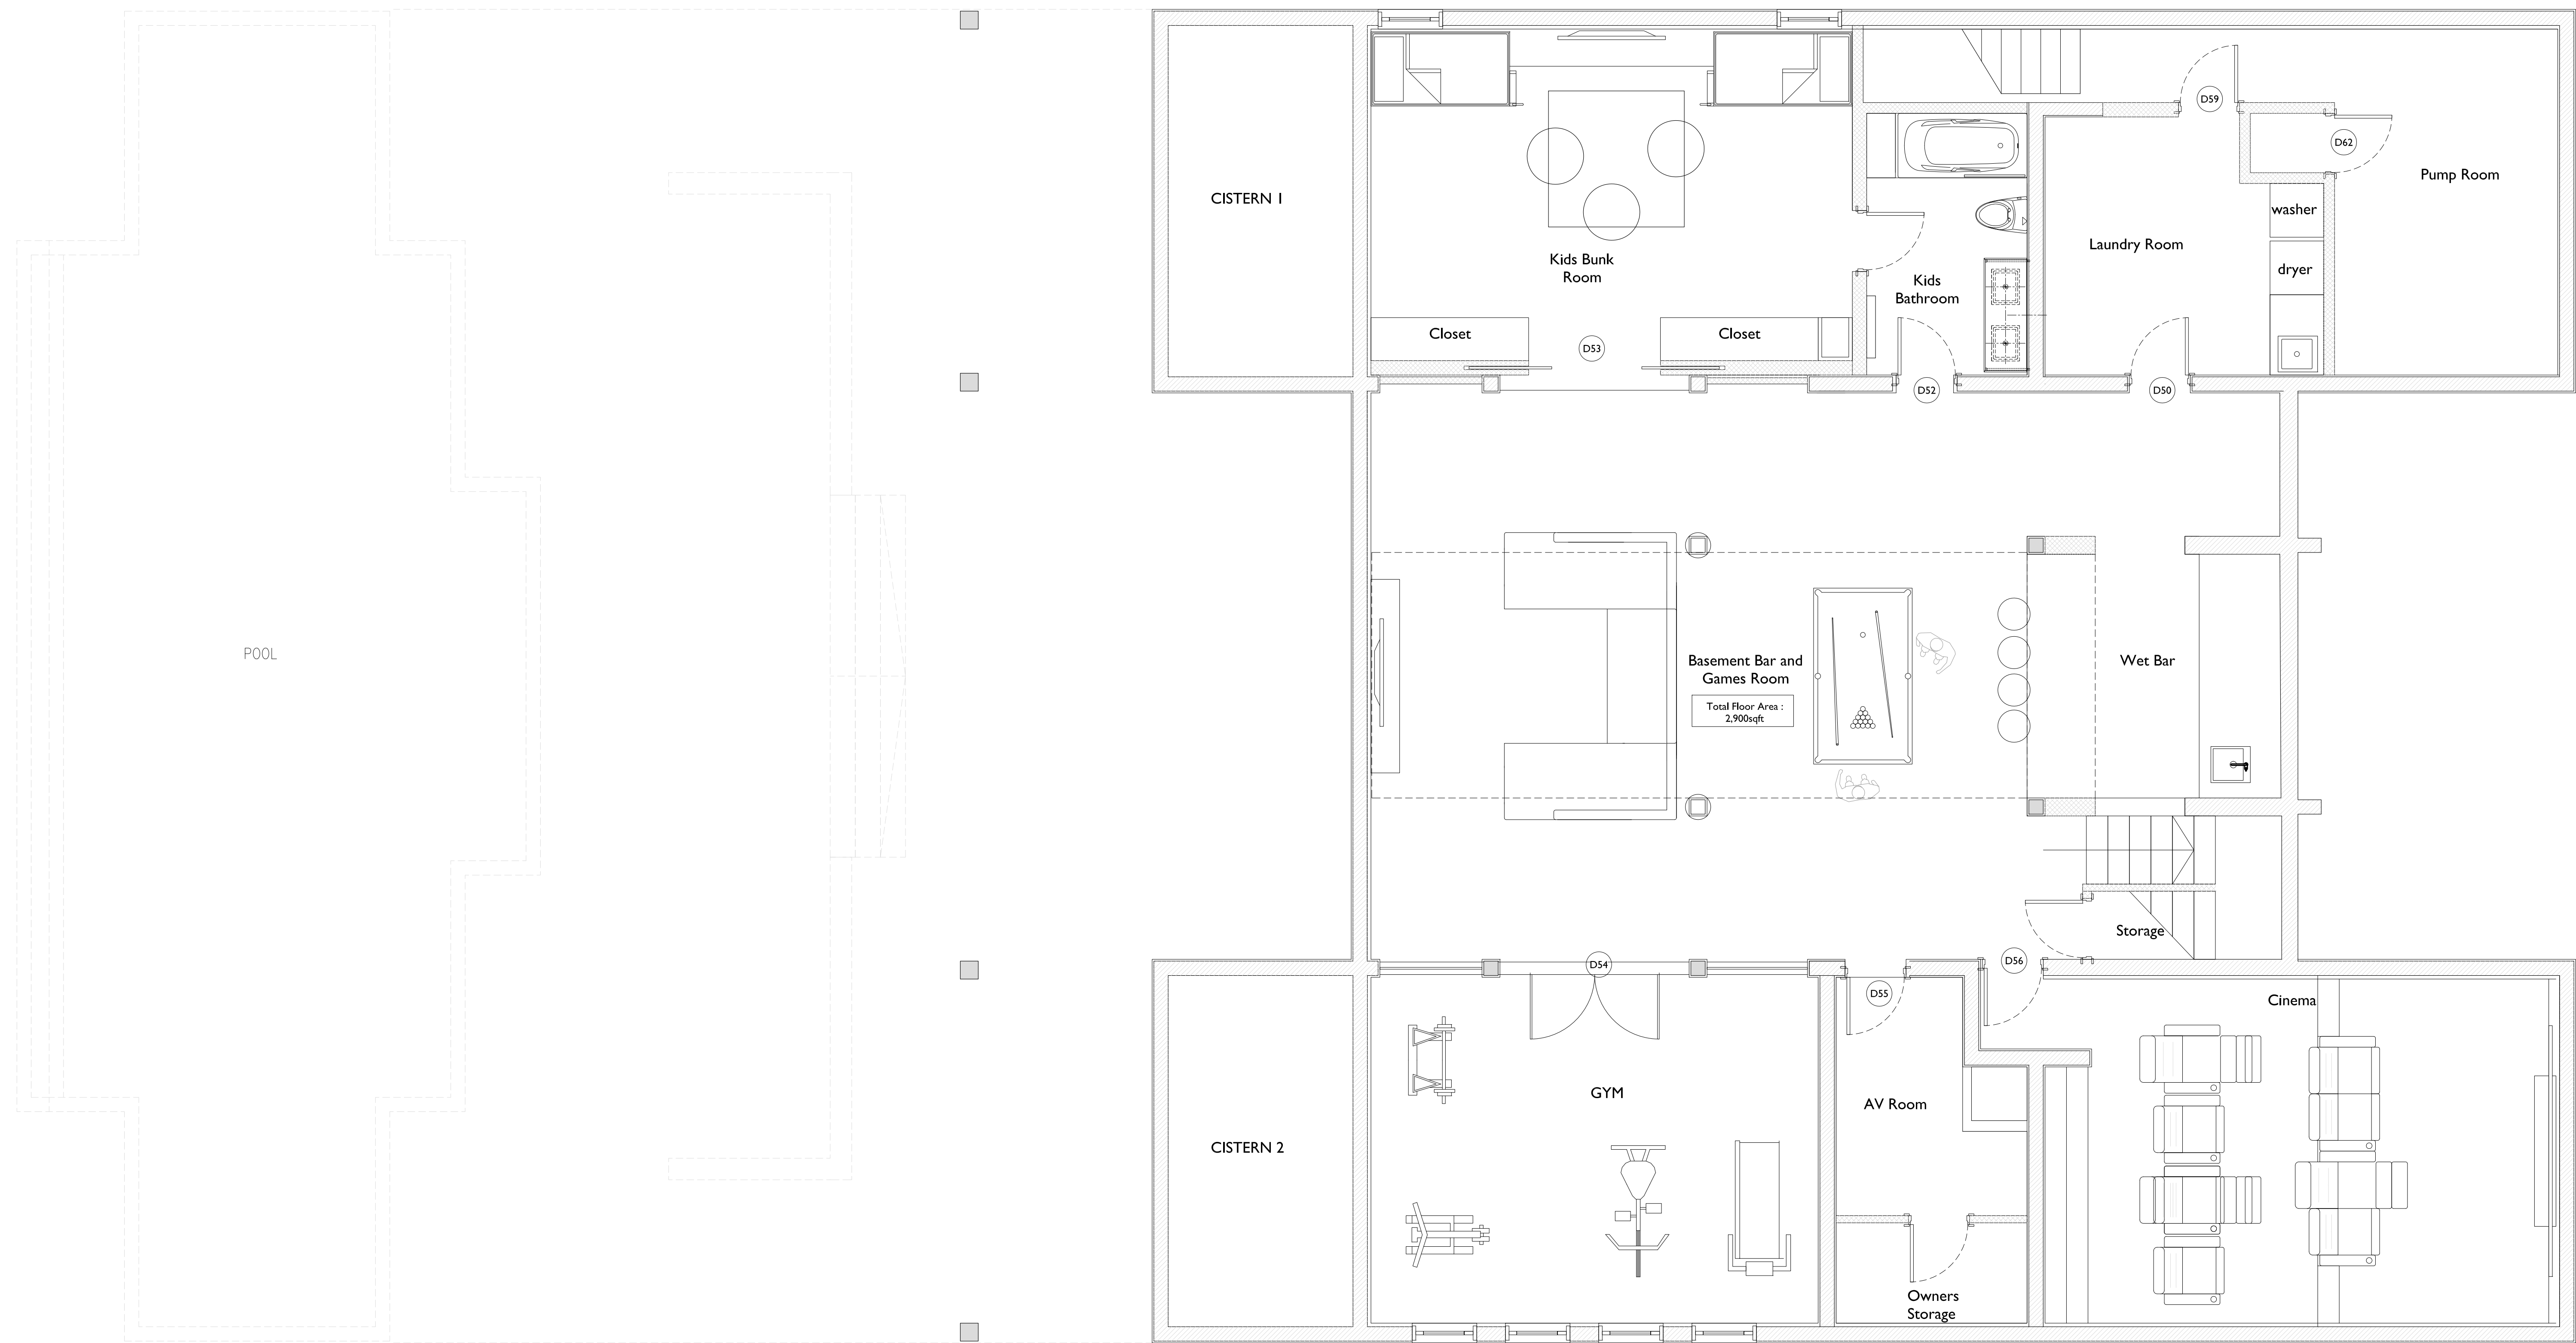 D59
D62
Pump Room
CISTERN 1
washer
Laundry Room
Kids Bunk
Room
dryer
Kids
Bathroom
Closet
Closet
D53
D52
D50
POOL
Basement Bar and
Games Room
Wet Bar
Total Floor Area :
2,900sqft
Storage
D54
D56
D55
Cinema
GYM
AV Room
CISTERN 2
Owners
Storage